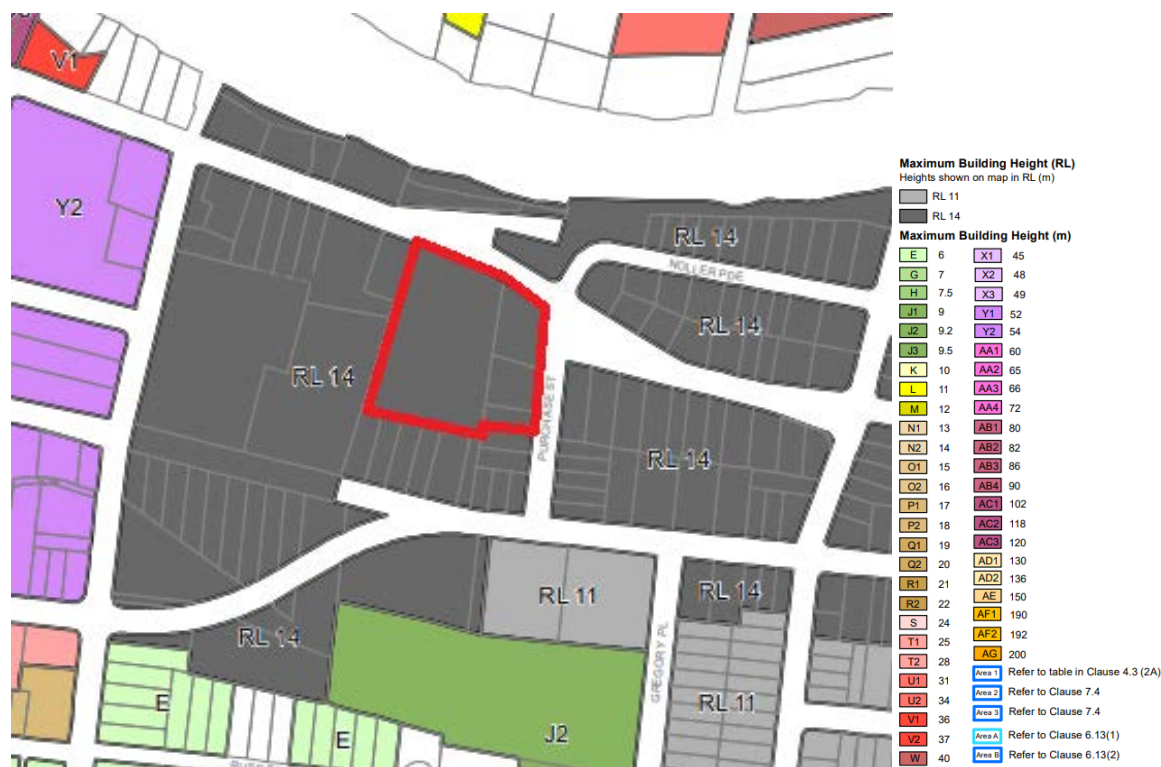 V1
Y2
RL 14
NOLLER PDE
RL 14
RL 14
PURCHASE ST
RL 14
RL 11
RL 14
RL 14
GREGORY PL
RL 11
E
E
J2
Maximum Building Height (RL)
Heights shown on map in RL (m)
RL 11
RL 14
Maximum Building Height (m)
E 6
G 7
H 7.5
J1 9
J2 9.2
J3 9.5
K 10
L 11
M 12
N1 13
N2 14
O1 15
O2 16
P1 17
P2 18
Q1 19
Q2 20
R1 21
R2 22
S 24
T1 25
T2 28
U1 31
U2 34
V1 36
V2 37
W 40
X1 45
X2 48
X3 49
Y1 52
Y2 54
AA1 60
AA2 65
AA3 66
AA4 72
AB1 80
AB2 82
AB3 86
AB4 90
AC1 102
AC2 118
AC3 120
AD1 130
AD2 136
AE 150
AF1 190
AF2 192
AG 200
Area 1 Refer to table in Clause 4.3 (2A)
Area 2 Refer to Clause 7.4
Area 3 Refer to Clause 7.4
Area A Refer to Clause 6.13(1)
Area B Refer to Clause 6.13(2)